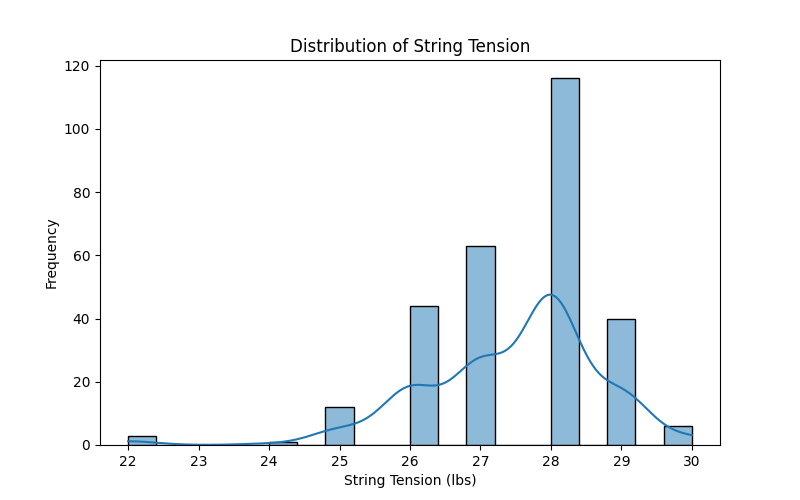 Distribution of String Tension
120
100
80
60
40
20
0
Frequency
22 23 24 25 26 27 28 29 30
String Tension (lbs)